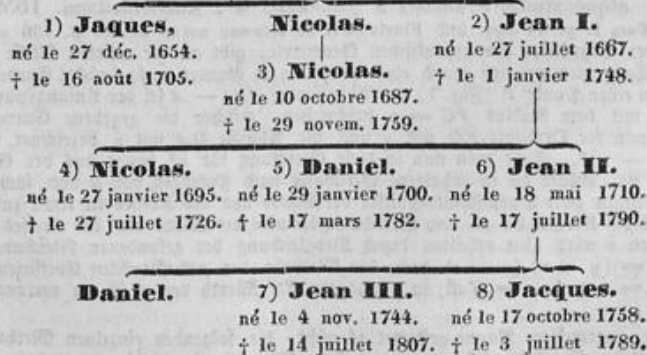 1) Jaques. Nicolas. 2) Jean I.
né le 27 déc. 1654. né le 27 juillet 1667.
† le 16 août 1705. 3) Nicolas. † le 1 janvier 1748.
né le 10 octobre 1687.
† le 29 novem. 1759.
4) Nicolas. 5) Daniel. 6) Jean II.
né le 27 janvier 1695. né le 29 janvier 1700. né le 18 mai 1710.
† le 27 juillet 1726. † le 17 mars 1782. † le 17 juillet 1790.
Daniel. 7) Jean III. 8) Jacques.
né le 4 nov. 1744. né le 17 octobre 1758.
† le 14 juillet 1807. † le 3 juillet 1789.